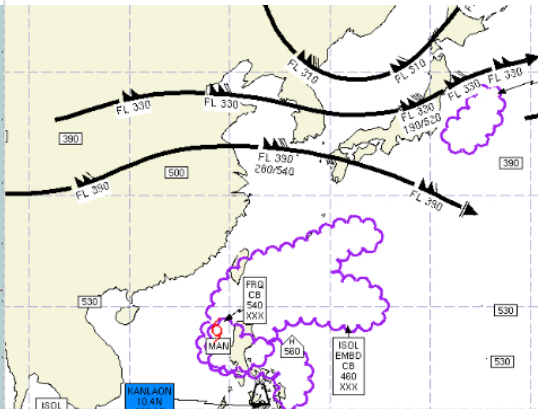 FL 310
FL 310
FL 330
FL 330
FL 330
FL 330
FL 330
190/520
390
FL 390
260/540
500
390
FL 390
FL 390
FRQ
CB
540
XXX
530
530
MAN
H
560
ISOL
EMBD
CB
460
XXX
530
KANLAON
10.4N
ISOL